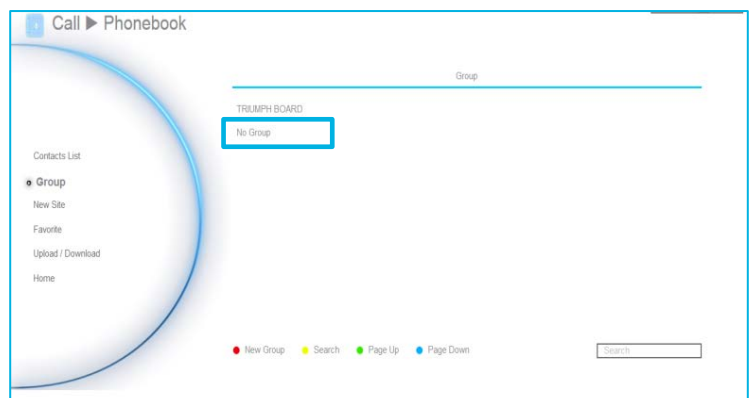 Call ▶ Phonebook
Group
TRIUMPH BOARD
No Group
Contacts List
Group
New Site
Favorite
Upload / Download
Home
New Group Search Page Up Page Down
Search